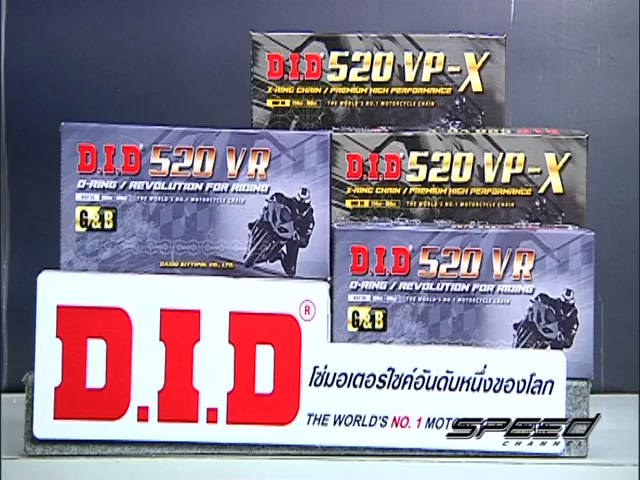 D.I.D 520 VP-X
X-RING CHAIN / PREMIUM HIGH PERFORMANCE
THE WORLD'S NO.1 MOTORCYCLE CHAIN
D.I.D 520 VR
O-RING / REVOLUTION FOR RIDING
THE WORLD'S NO.1 MOTORCYCLE CHAIN
G&B
DAIDO SITTIPOL CO., LTD.
D.I.D 520 VP-X
X-RING CHAIN / PREMIUM HIGH PERFORMANCE
THE WORLD'S NO.1 MOTORCYCLE CHAIN
D.I.D 520 VR
O-RING / REVOLUTION FOR RIDING
THE WORLD'S NO.1 MOTORCYCLE CHAIN
G&B
D.I.D®
โซ่มอเตอร์ไซค์อันดับหนึ่งของโลก
THE WORLD'S NO. 1 MOT
SPEED
CHANNEL